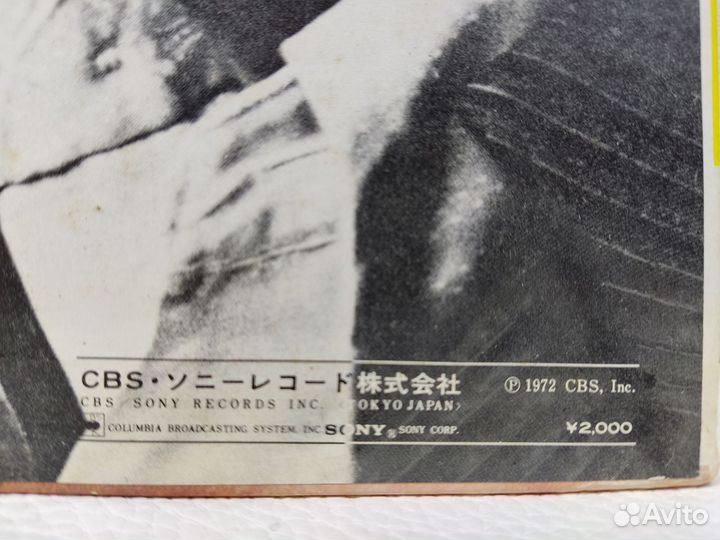 CBS・ソニーレコード株式会社 Ⓟ 1972 CBS, Inc.
CBS SONY RECORDS INC. 〈TOKYO JAPAN〉
COLUMBIA BROADCASTING SYSTEM, INC. SONY® SONY CORP. ¥2,000
Avito